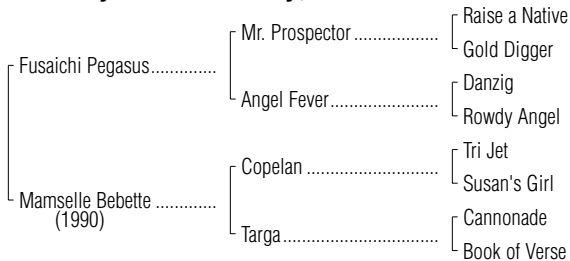 Raise a Native
Mr. Prospector ..................
Gold Digger
Fusaichi Pegasus..............
Danzig
Angel Fever.......................
Rowdy Angel
Tri Jet
Copelan ............................
Susan's Girl
Mamselle Bebette .............
(1990)
Cannonade
Targa.................................
Book of Verse